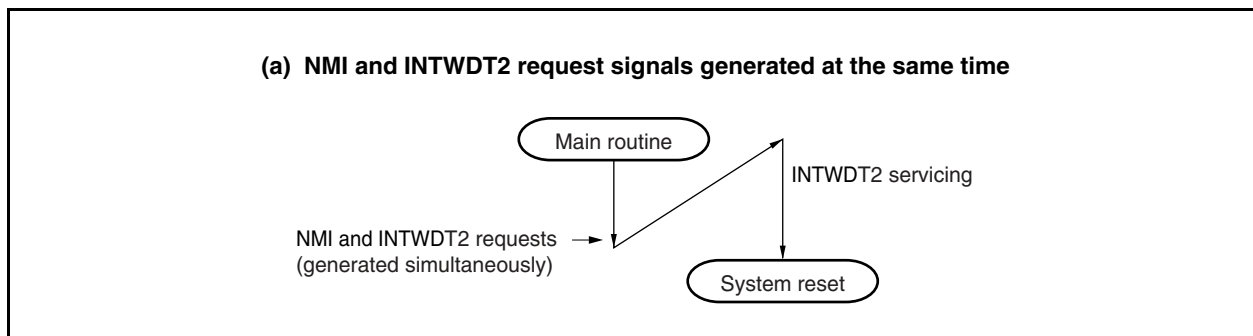 (a) NMI and INTWDT2 request signals generated at the same time
Main routine
INTWDT2 servicing
NMI and INTWDT2 requests
(generated simultaneously)
System reset